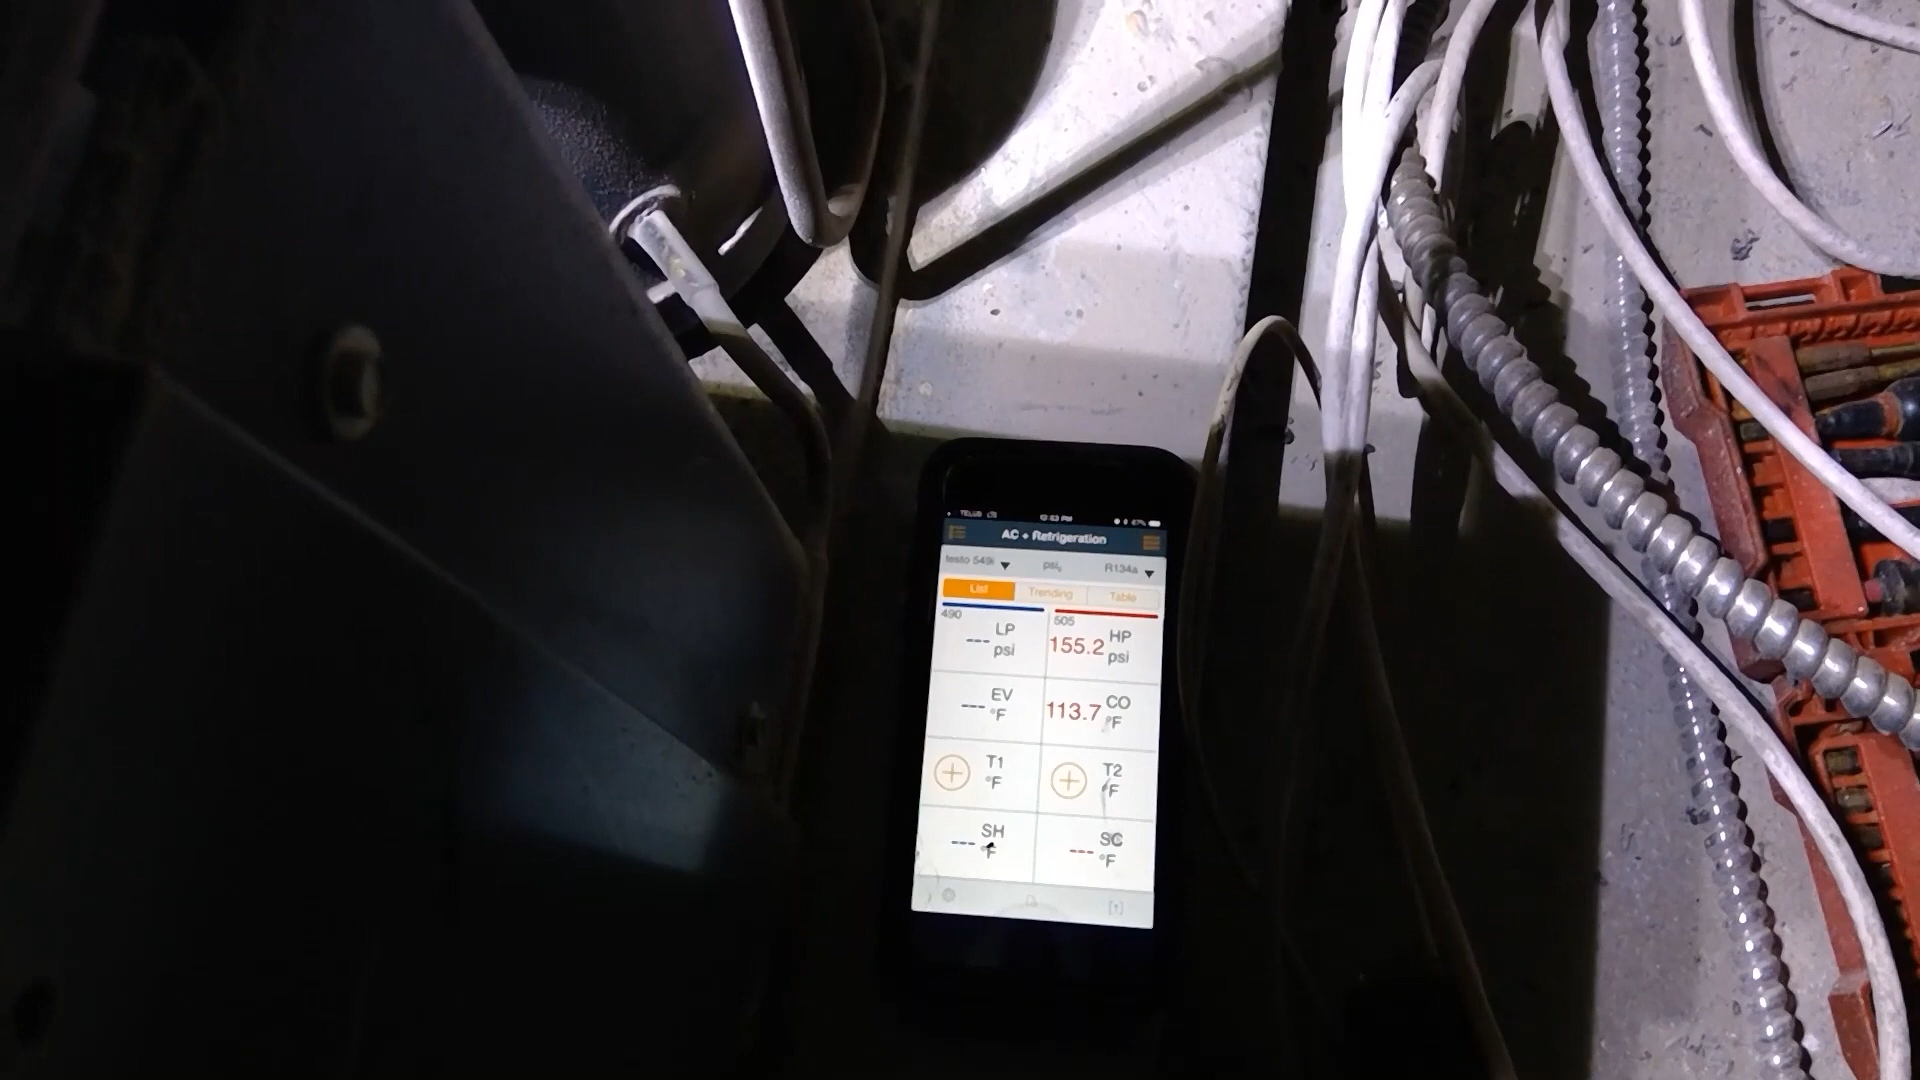 TELUS
AC + Refrigeration
testo 549i
R134a
List Trending Table
490 505
--- LP psi 155.2 HP psi
--- EV °F 113.7 CO °F
T1 °F T2 °F
--- SH °F --- SC °F